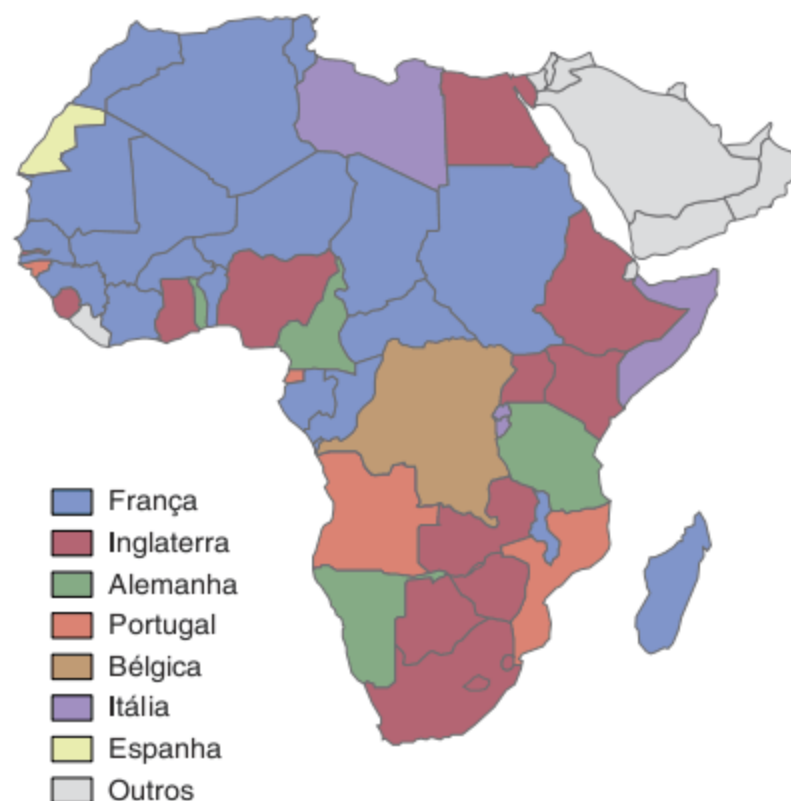 França
Inglaterra
Alemanha
Portugal
Bélgica
Itália
Espanha
Outros